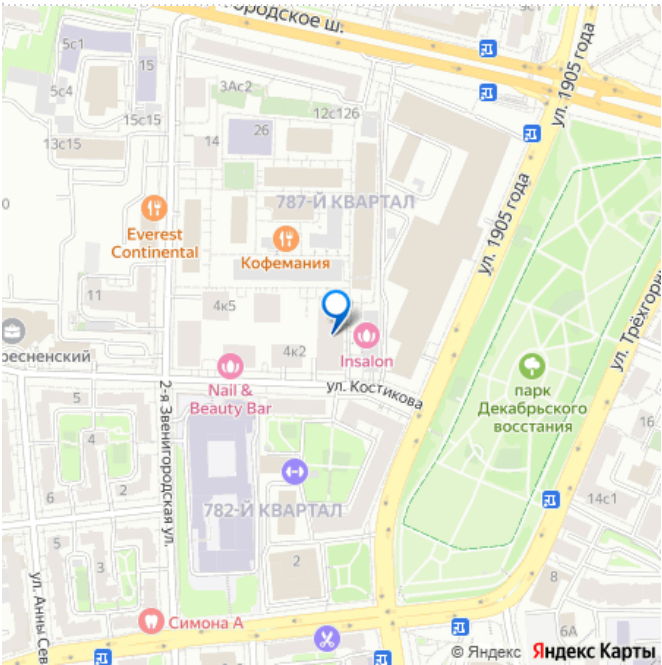 ородское ш.
9с1
5с1
15
5с4
3Ас2
ул. 1905 года
15с15
12с126
13с15
14
26
787-Й КВАРТАЛ
0
Everest
Continental
Кофемания
ул. 1905 года
11
4к5
ул. Трёхгорн
ресненский
4к2
Insalon
парк
Декабрьского
восстания
Nail &
Beauty Bar
ул. Костикова
5
2-я Звенигородская ул.
16
4
6
2
782-Й КВАРТАЛ
14с1
5
3
2
8
ул. Анны Сев
Симона А
6А
© Яндекс Яндекс Карты